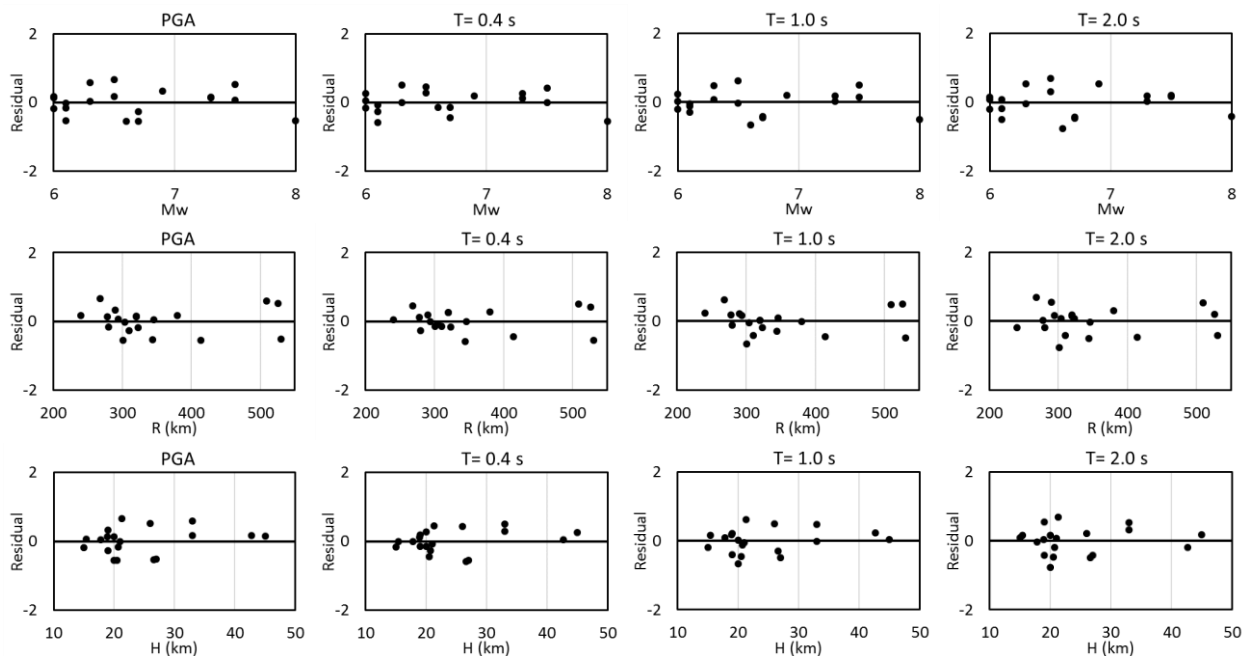 PGA T= 0.4 s T= 1.0 s T= 2.0 s
2 2 2 2
Residual Residual Residual Residual
0 0 0 0
-2 -2 -2 -2
6 7 8 6 7 8 6 7 8 6 7 8
Mw Mw Mw Mw
PGA T= 0.4 s T= 1.0 s T= 2.0 s
2 2 2 2
Residual Residual Residual Residual
0 0 0 0
-2 -2 -2 -2
200 300 400 500 200 300 400 500 200 300 400 500 200 300 400 500
R (km) R (km) R (km) R (km)
PGA T= 0.4 s T= 1.0 s T= 2.0 s
2 2 2 2
Residual Residual Residual Residual
0 0 0 0
-2 -2 -2 -2
10 20 30 40 50 10 20 30 40 50 10 20 30 40 50 10 20 30 40 50
H (km) H (km) H (km) H (km)